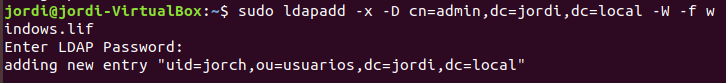 jordi@jordi-VirtualBox:~$ sudo ldapadd -x -D cn=admin,dc=jordi,dc=local -W -f w
indows.lif
Enter LDAP Password:
adding new entry "uid=jorch,ou=usuarios,dc=jordi,dc=local"